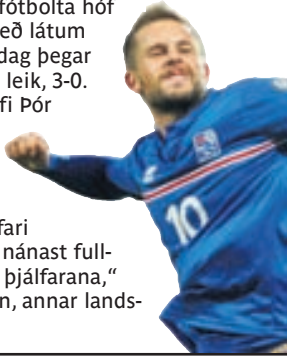 fótbolta hóf
eð látum
dag þegar
leik, 3-0.
fi Þór
fari
nánast full-
þjálfarana,“
n, annar lands-
10